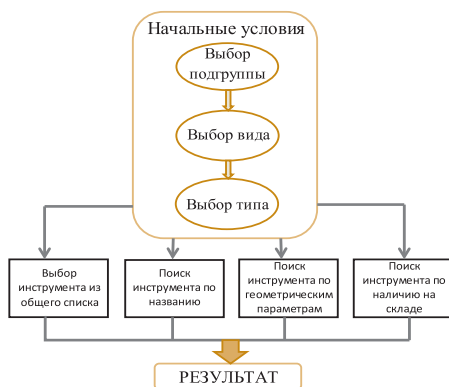 Начальные условия
Выбор
подгруппы
Выбор вида
Выбор типа
Выбор
инструмента из
общего списка
Поиск
инструмента по
названию
Поиск
инструмента по
геометрическим
параметрам
Поиск
инструмента по
наличию на
складе
РЕЗУЛЬТАТ